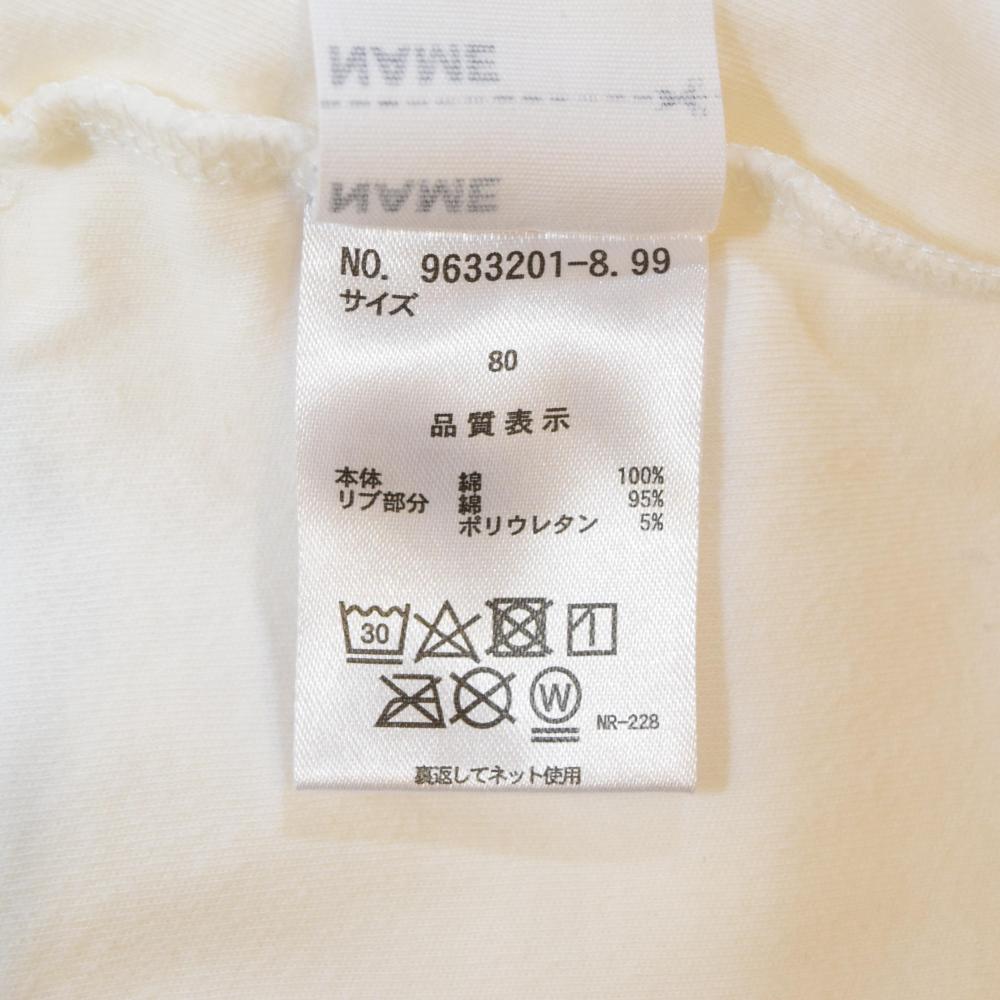 NAME
NAME
NO. 9633201-8.99
サイズ
80
品質表示
本体 綿 100%
リブ部分 綿 95%
ポリウレタン 5%
30
W NR-228
裏返してネット使用